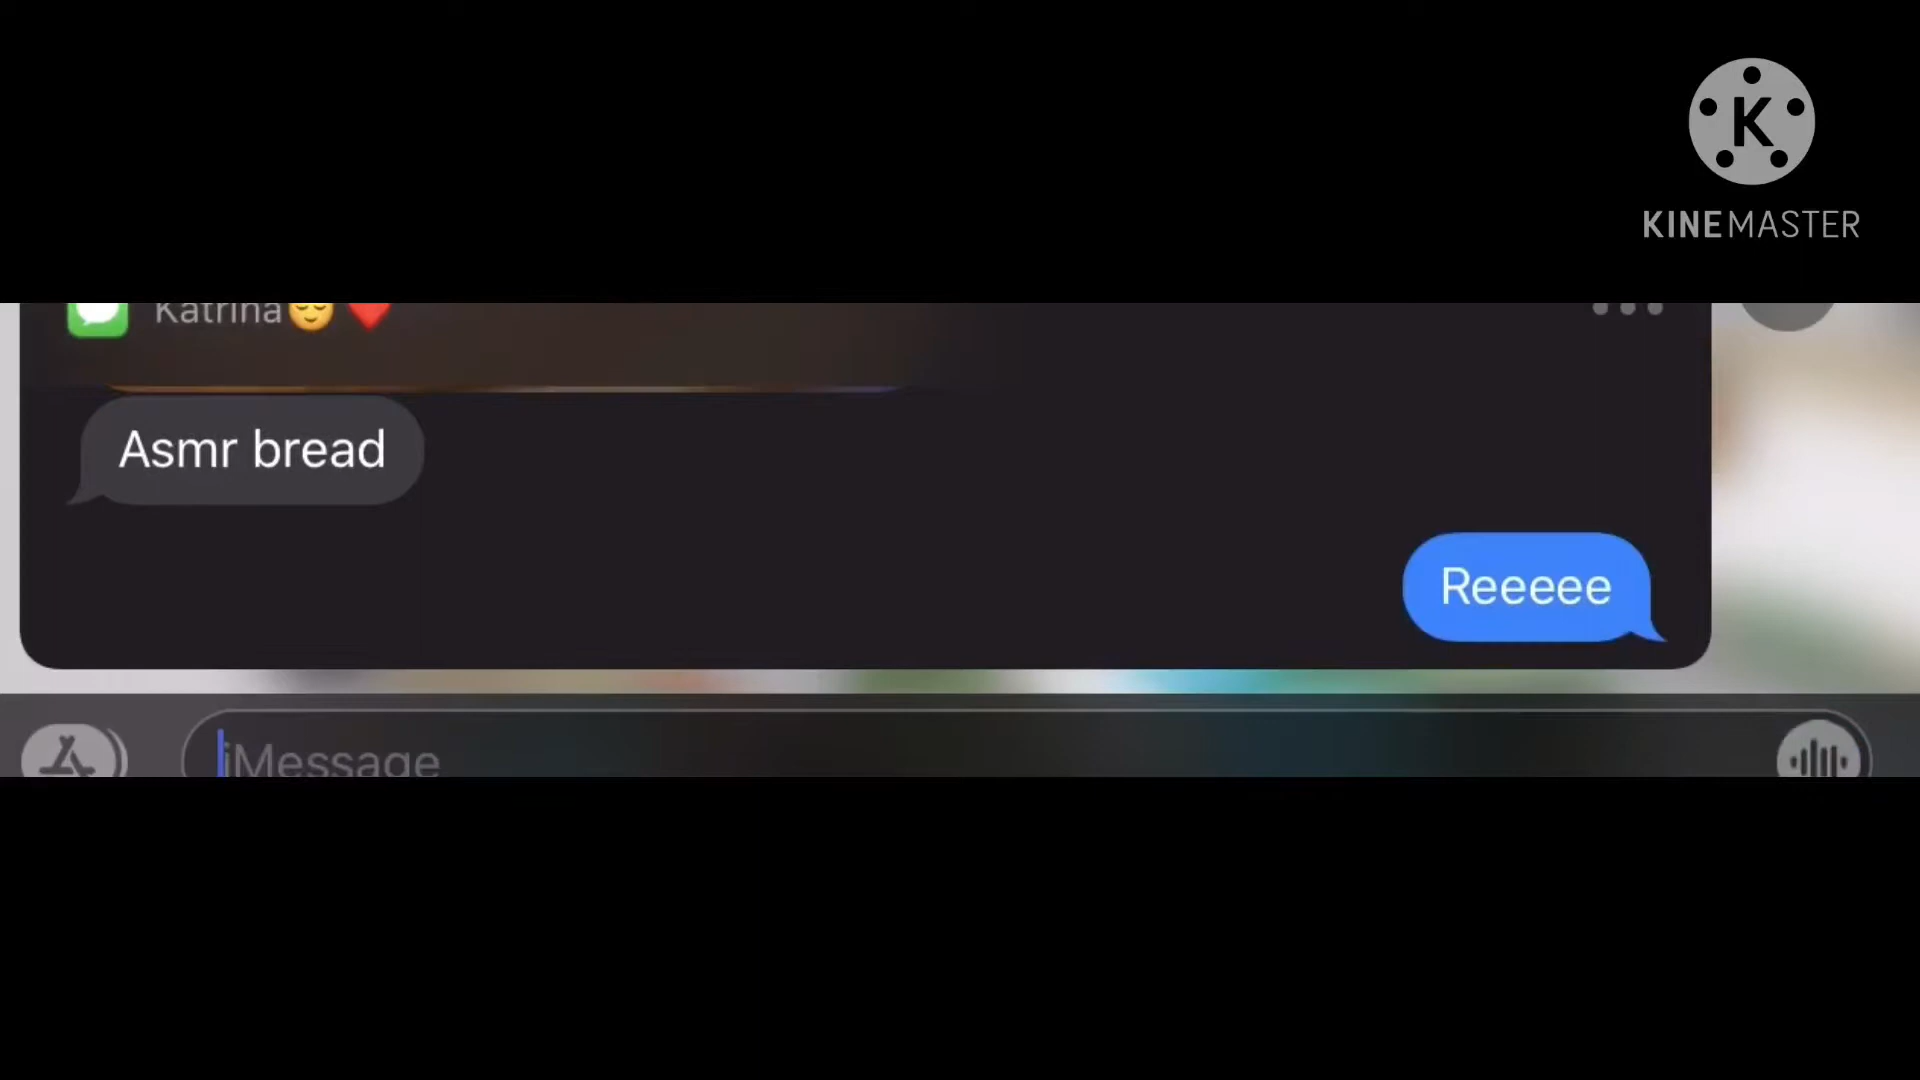 KINEMASTER
Katrina😌❤️
Asmr bread
Reeeee
iMessage